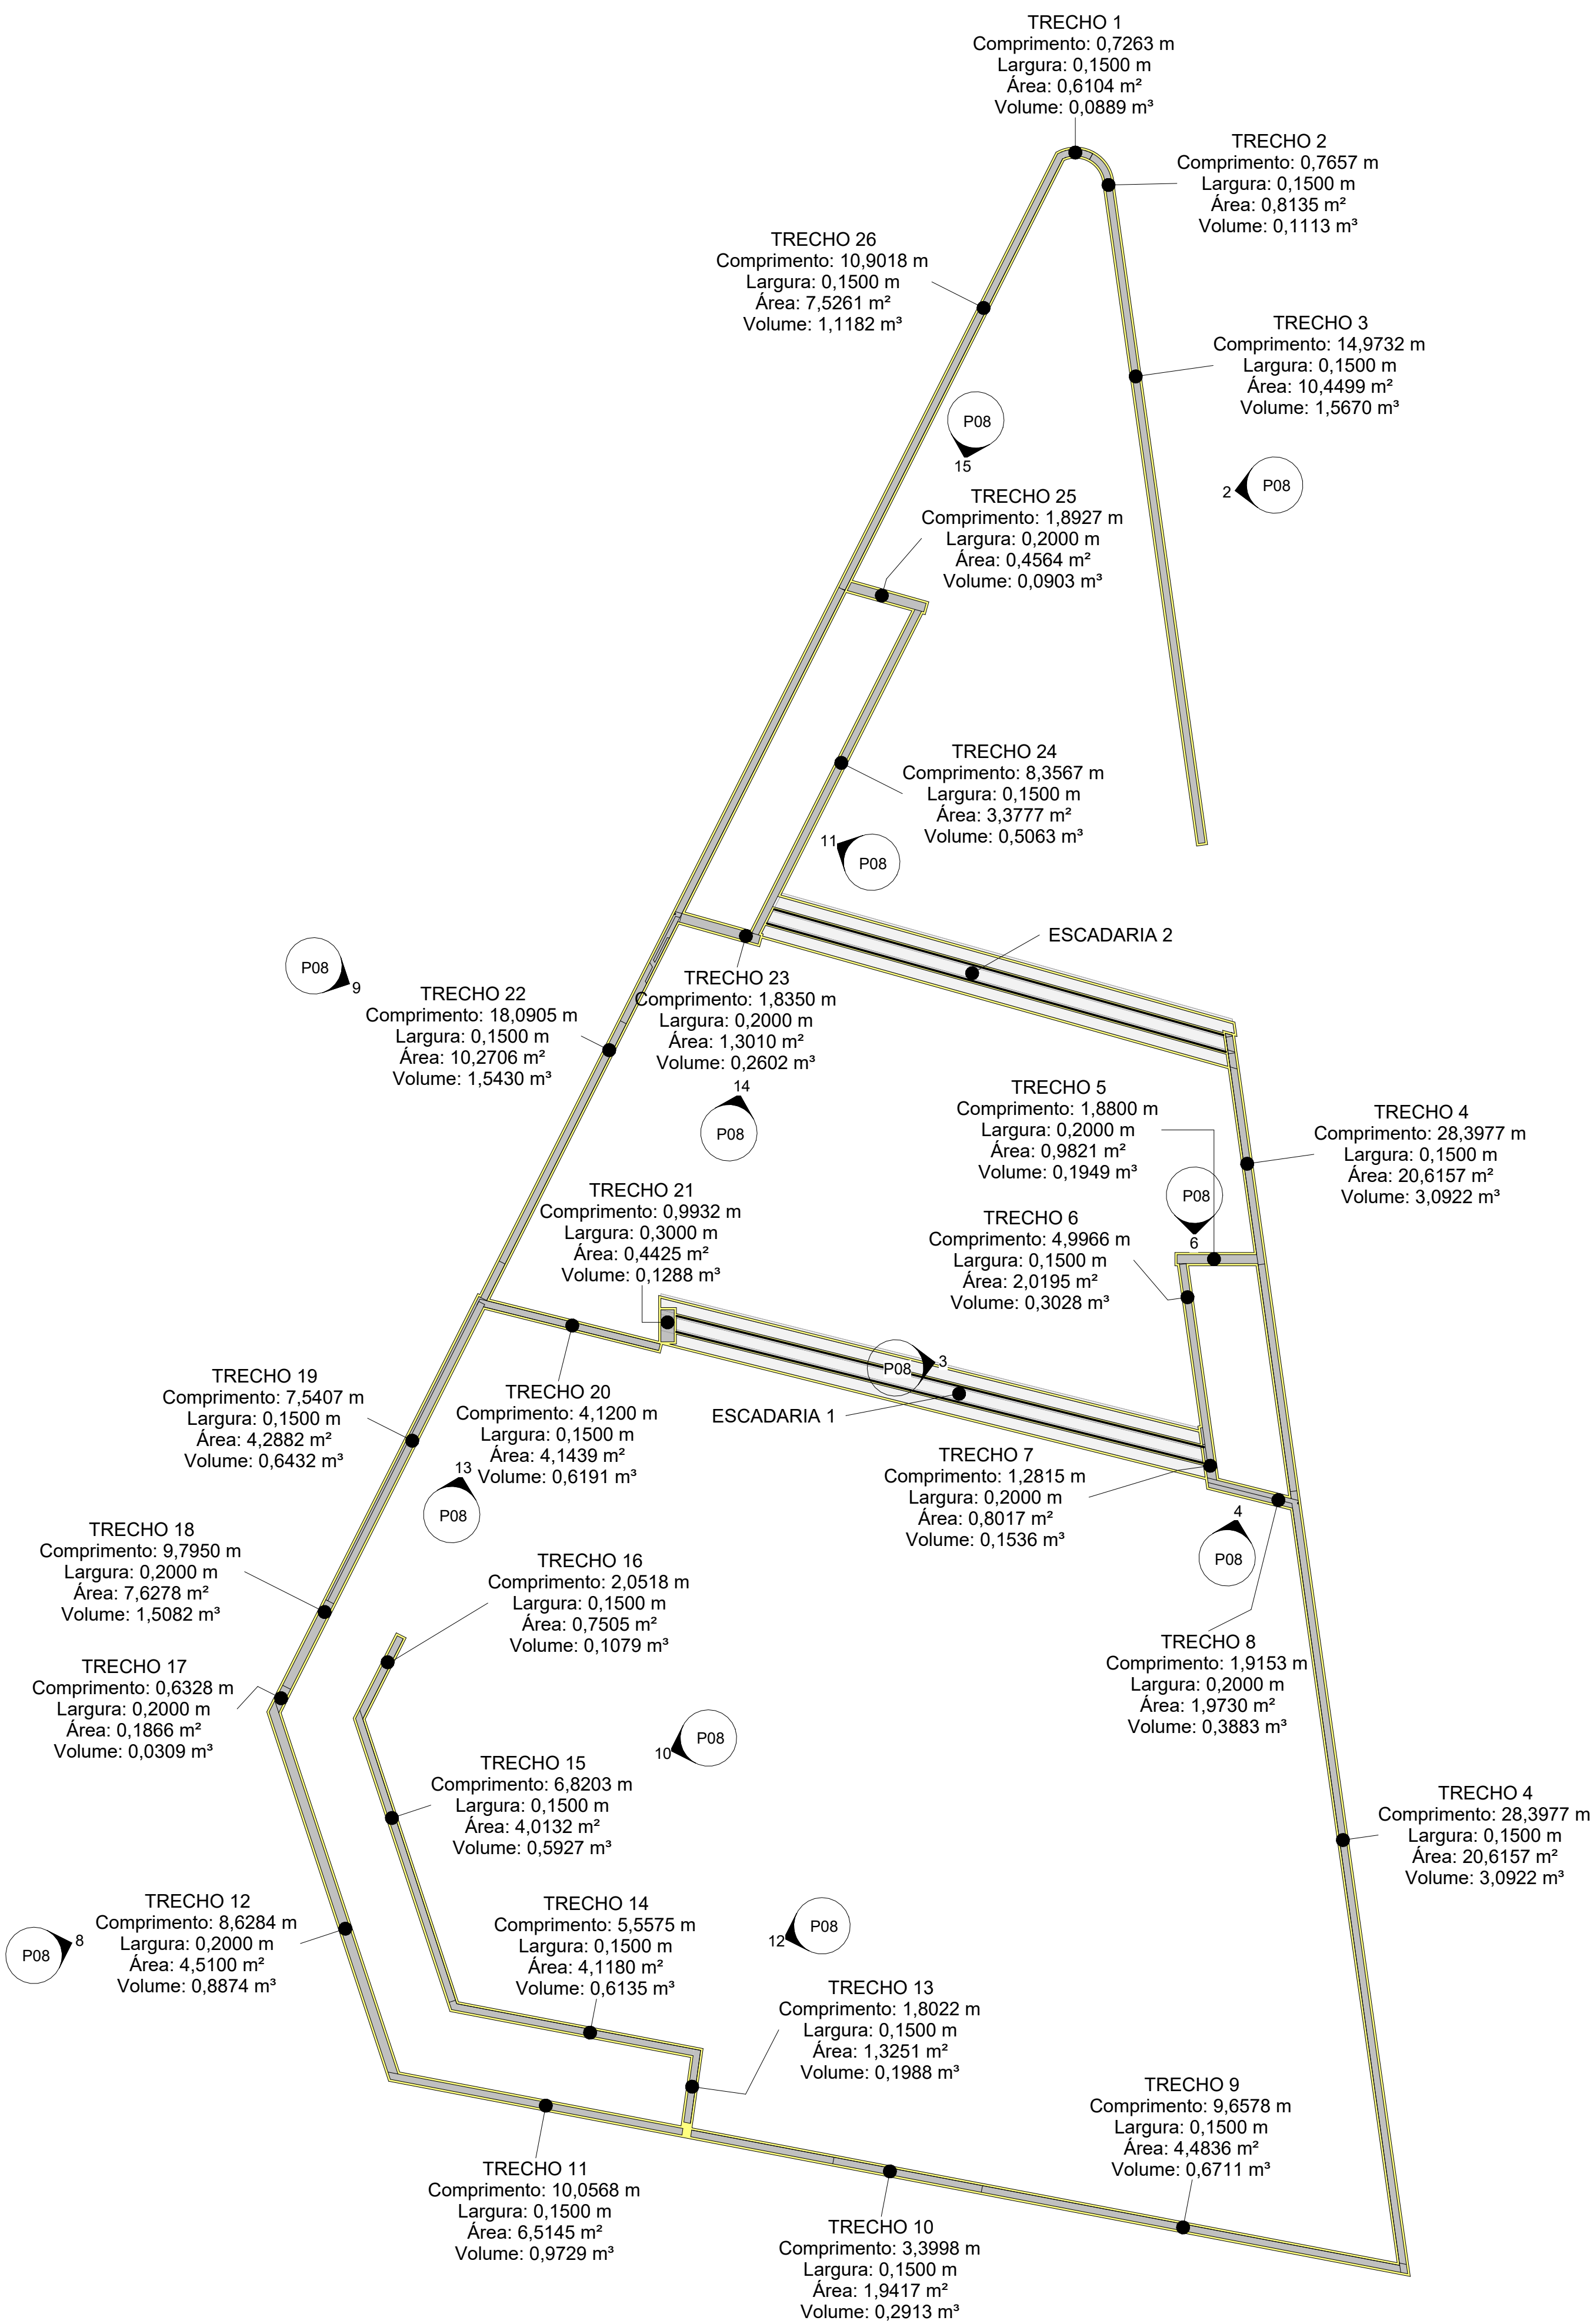 TRECHO 1
Comprimento: 0,7263 m
Largura: 0,1500 m
Área: 0,6104 m²
Volume: 0,0889 m³
TRECHO 2
Comprimento: 0,7657 m
Largura: 0,1500 m
Área: 0,8135 m²
Volume: 0,1113 m³
TRECHO 26
Comprimento: 10,9018 m
Largura: 0,1500 m
Área: 7,5261 m²
Volume: 1,1182 m³
TRECHO 3
Comprimento: 14,9732 m
Largura: 0,1500 m
Área: 10,4499 m²
Volume: 1,5670 m³
P08
15
P08
2
TRECHO 25
Comprimento: 1,8927 m
Largura: 0,2000 m
Área: 0,4564 m²
Volume: 0,0903 m³
TRECHO 24
Comprimento: 8,3567 m
Largura: 0,1500 m
Área: 3,3777 m²
Volume: 0,5063 m³
11
P08
ESCADARIA 2
P08
9
TRECHO 23
Comprimento: 1,8350 m
Largura: 0,2000 m
Área: 1,3010 m²
Volume: 0,2602 m³
TRECHO 22
Comprimento: 18,0905 m
Largura: 0,1500 m
Área: 10,2706 m²
Volume: 1,5430 m³
14
P08
TRECHO 5
Comprimento: 1,8800 m
Largura: 0,2000 m
Área: 0,9821 m²
Volume: 0,1949 m³
TRECHO 4
Comprimento: 28,3977 m
Largura: 0,1500 m
Área: 20,6157 m²
Volume: 3,0922 m³
TRECHO 21
Comprimento: 0,9932 m
Largura: 0,3000 m
Área: 0,4425 m²
Volume: 0,1288 m³
P08
6
TRECHO 6
Comprimento: 4,9966 m
Largura: 0,1500 m
Área: 2,0195 m²
Volume: 0,3028 m³
P08
3
TRECHO 19
Comprimento: 7,5407 m
Largura: 0,1500 m
Área: 4,2882 m²
Volume: 0,6432 m³
TRECHO 20
Comprimento: 4,1200 m
Largura: 0,1500 m
Área: 4,1439 m²
Volume: 0,6191 m³
ESCADARIA 1
13
P08
TRECHO 7
Comprimento: 1,2815 m
Largura: 0,2000 m
Área: 0,8017 m²
Volume: 0,1536 m³
4
P08
TRECHO 18
Comprimento: 9,7950 m
Largura: 0,2000 m
Área: 7,6278 m²
Volume: 1,5082 m³
TRECHO 16
Comprimento: 2,0518 m
Largura: 0,1500 m
Área: 0,7505 m²
Volume: 0,1079 m³
TRECHO 8
Comprimento: 1,9153 m
Largura: 0,2000 m
Área: 1,9730 m²
Volume: 0,3883 m³
TRECHO 17
Comprimento: 0,6328 m
Largura: 0,2000 m
Área: 0,1866 m²
Volume: 0,0309 m³
P08
10
TRECHO 15
Comprimento: 6,8203 m
Largura: 0,1500 m
Área: 4,0132 m²
Volume: 0,5927 m³
TRECHO 4
Comprimento: 28,3977 m
Largura: 0,1500 m
Área: 20,6157 m²
Volume: 3,0922 m³
TRECHO 12
Comprimento: 8,6284 m
Largura: 0,2000 m
Área: 4,5100 m²
Volume: 0,8874 m³
P08
8
TRECHO 14
Comprimento: 5,5575 m
Largura: 0,1500 m
Área: 4,1180 m²
Volume: 0,6135 m³
P08
12
TRECHO 13
Comprimento: 1,8022 m
Largura: 0,1500 m
Área: 1,3251 m²
Volume: 0,1988 m³
TRECHO 9
Comprimento: 9,6578 m
Largura: 0,1500 m
Área: 4,4836 m²
Volume: 0,6711 m³
TRECHO 11
Comprimento: 10,0568 m
Largura: 0,1500 m
Área: 6,5145 m²
Volume: 0,9729 m³
TRECHO 10
Comprimento: 3,3998 m
Largura: 0,1500 m
Área: 1,9417 m²
Volume: 0,2913 m³